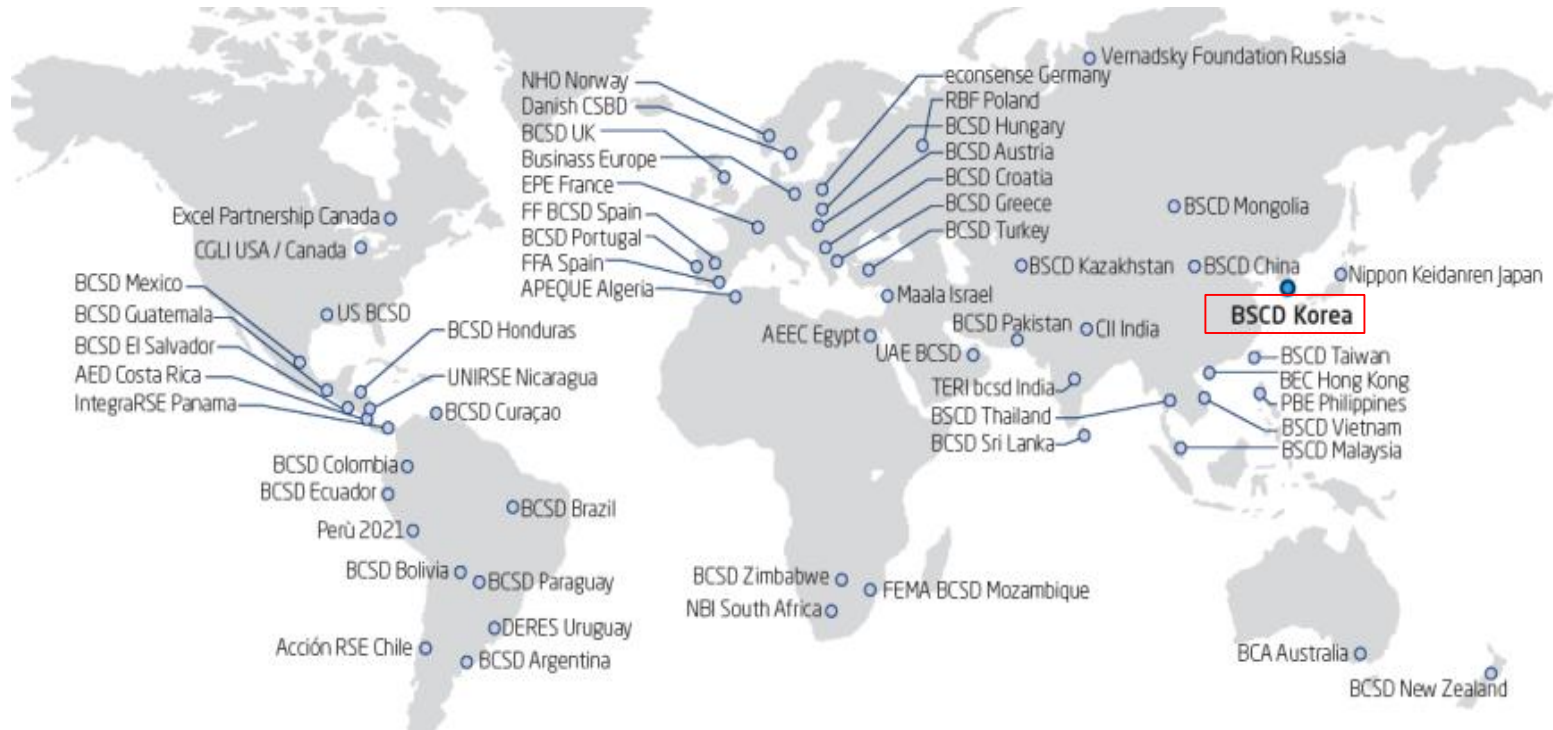 Vernadsky Foundation Russia
NHO Norway
Danish CSBD
BCSD UK
Businass Europe
EPE France
FF BCSD Spain
BCSD Portugal
FFA Spain
APEQUE Algeria
econsense Germany
RBF Poland
BCSD Hungary
BCSD Austria
BCSD Croatia
BCSD Greece
BCSD Turkey
Excel Partnership Canada
CGLI USA / Canada
BCSD Mexico
BCSD Guatemala
BCSD El Salvador
AED Costa Rica
IntegraRSE Panama
US BCSD
BCSD Honduras
UNIRSE Nicaragua
BCSD Curaçao
BSCD Mongolia
BSCD Kazakhstan
BSCD China
Nippon Keidanren Japan
BSCD Korea
Maala Israel
AEEC Egypt
BSCD Pakistan
CII India
UAE BCSD
TERI bcsd India
BSCD Thailand
BCSD Sri Lanka
BSCD Taiwan
BEC Hong Kong
PBE Philippines
BSCD Vietnam
BSCD Malaysia
BCSD Colombia
BCSD Ecuador
BCSD Brazil
Perù 2021
BCSD Bolivia
BCSD Paraguay
DERES Uruguay
Acción RSE Chile
BCSD Argentina
BCSD Zimbabwe
FEMA BCSD Mozambique
NBI South Africa
BCA Australia
BCSD New Zealand